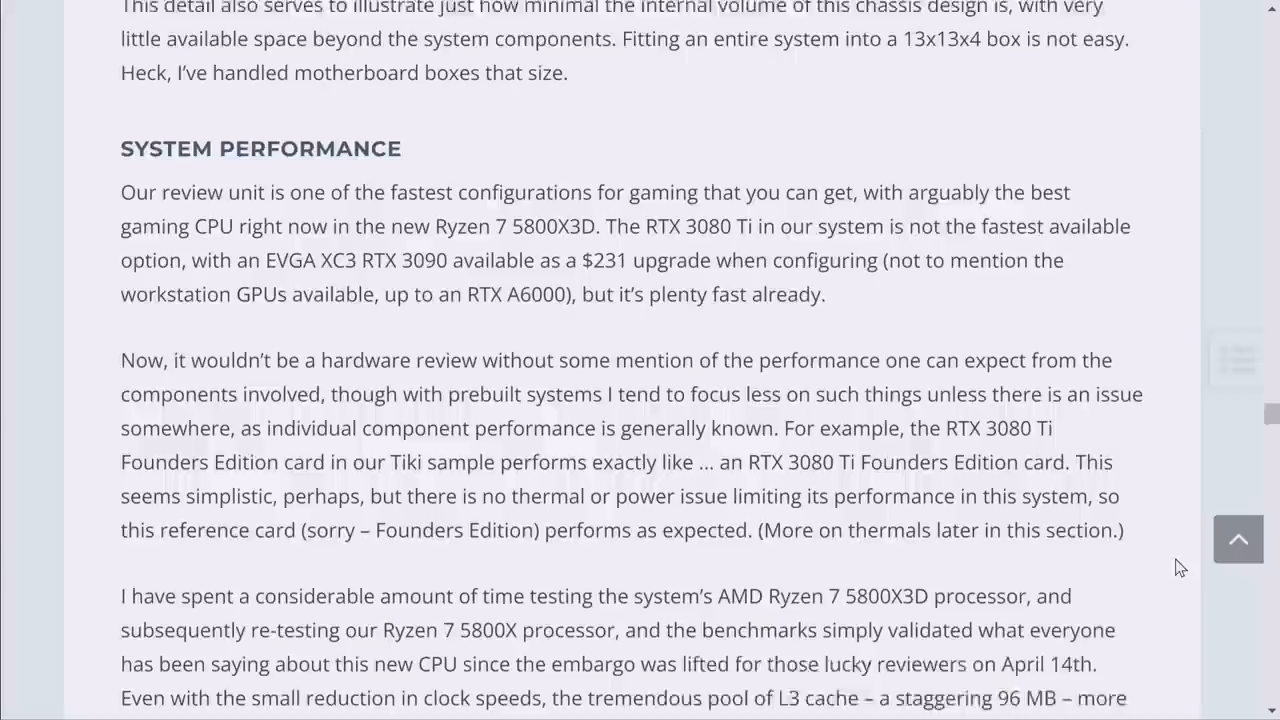 This detail also serves to illustrate just how minimal the internal volume of this chassis design is, with very
little available space beyond the system components. Fitting an entire system into a 13x13x4 box is not easy.
Heck, I’ve handled motherboard boxes that size.
SYSTEM PERFORMANCE
Our review unit is one of the fastest configurations for gaming that you can get, with arguably the best
gaming CPU right now in the new Ryzen 7 5800X3D. The RTX 3080 Ti in our system is not the fastest available
option, with an EVGA XC3 RTX 3090 available as a $231 upgrade when configuring (not to mention the
workstation GPUs available, up to an RTX A6000), but it’s plenty fast already.
Now, it wouldn’t be a hardware review without some mention of the performance one can expect from the
components involved, though with prebuilt systems I tend to focus less on such things unless there is an issue
somewhere, as individual component performance is generally known. For example, the RTX 3080 Ti
Founders Edition card in our Tiki sample performs exactly like … an RTX 3080 Ti Founders Edition card. This
seems simplistic, perhaps, but there is no thermal or power issue limiting its performance in this system, so
this reference card (sorry – Founders Edition) performs as expected. (More on thermals later in this section.)
I have spent a considerable amount of time testing the system’s AMD Ryzen 7 5800X3D processor, and
subsequently re-testing our Ryzen 7 5800X processor, and the benchmarks simply validated what everyone
has been saying about this new CPU since the embargo was lifted for those lucky reviewers on April 14th.
Even with the small reduction in clock speeds, the tremendous pool of L3 cache – a staggering 96 MB – more